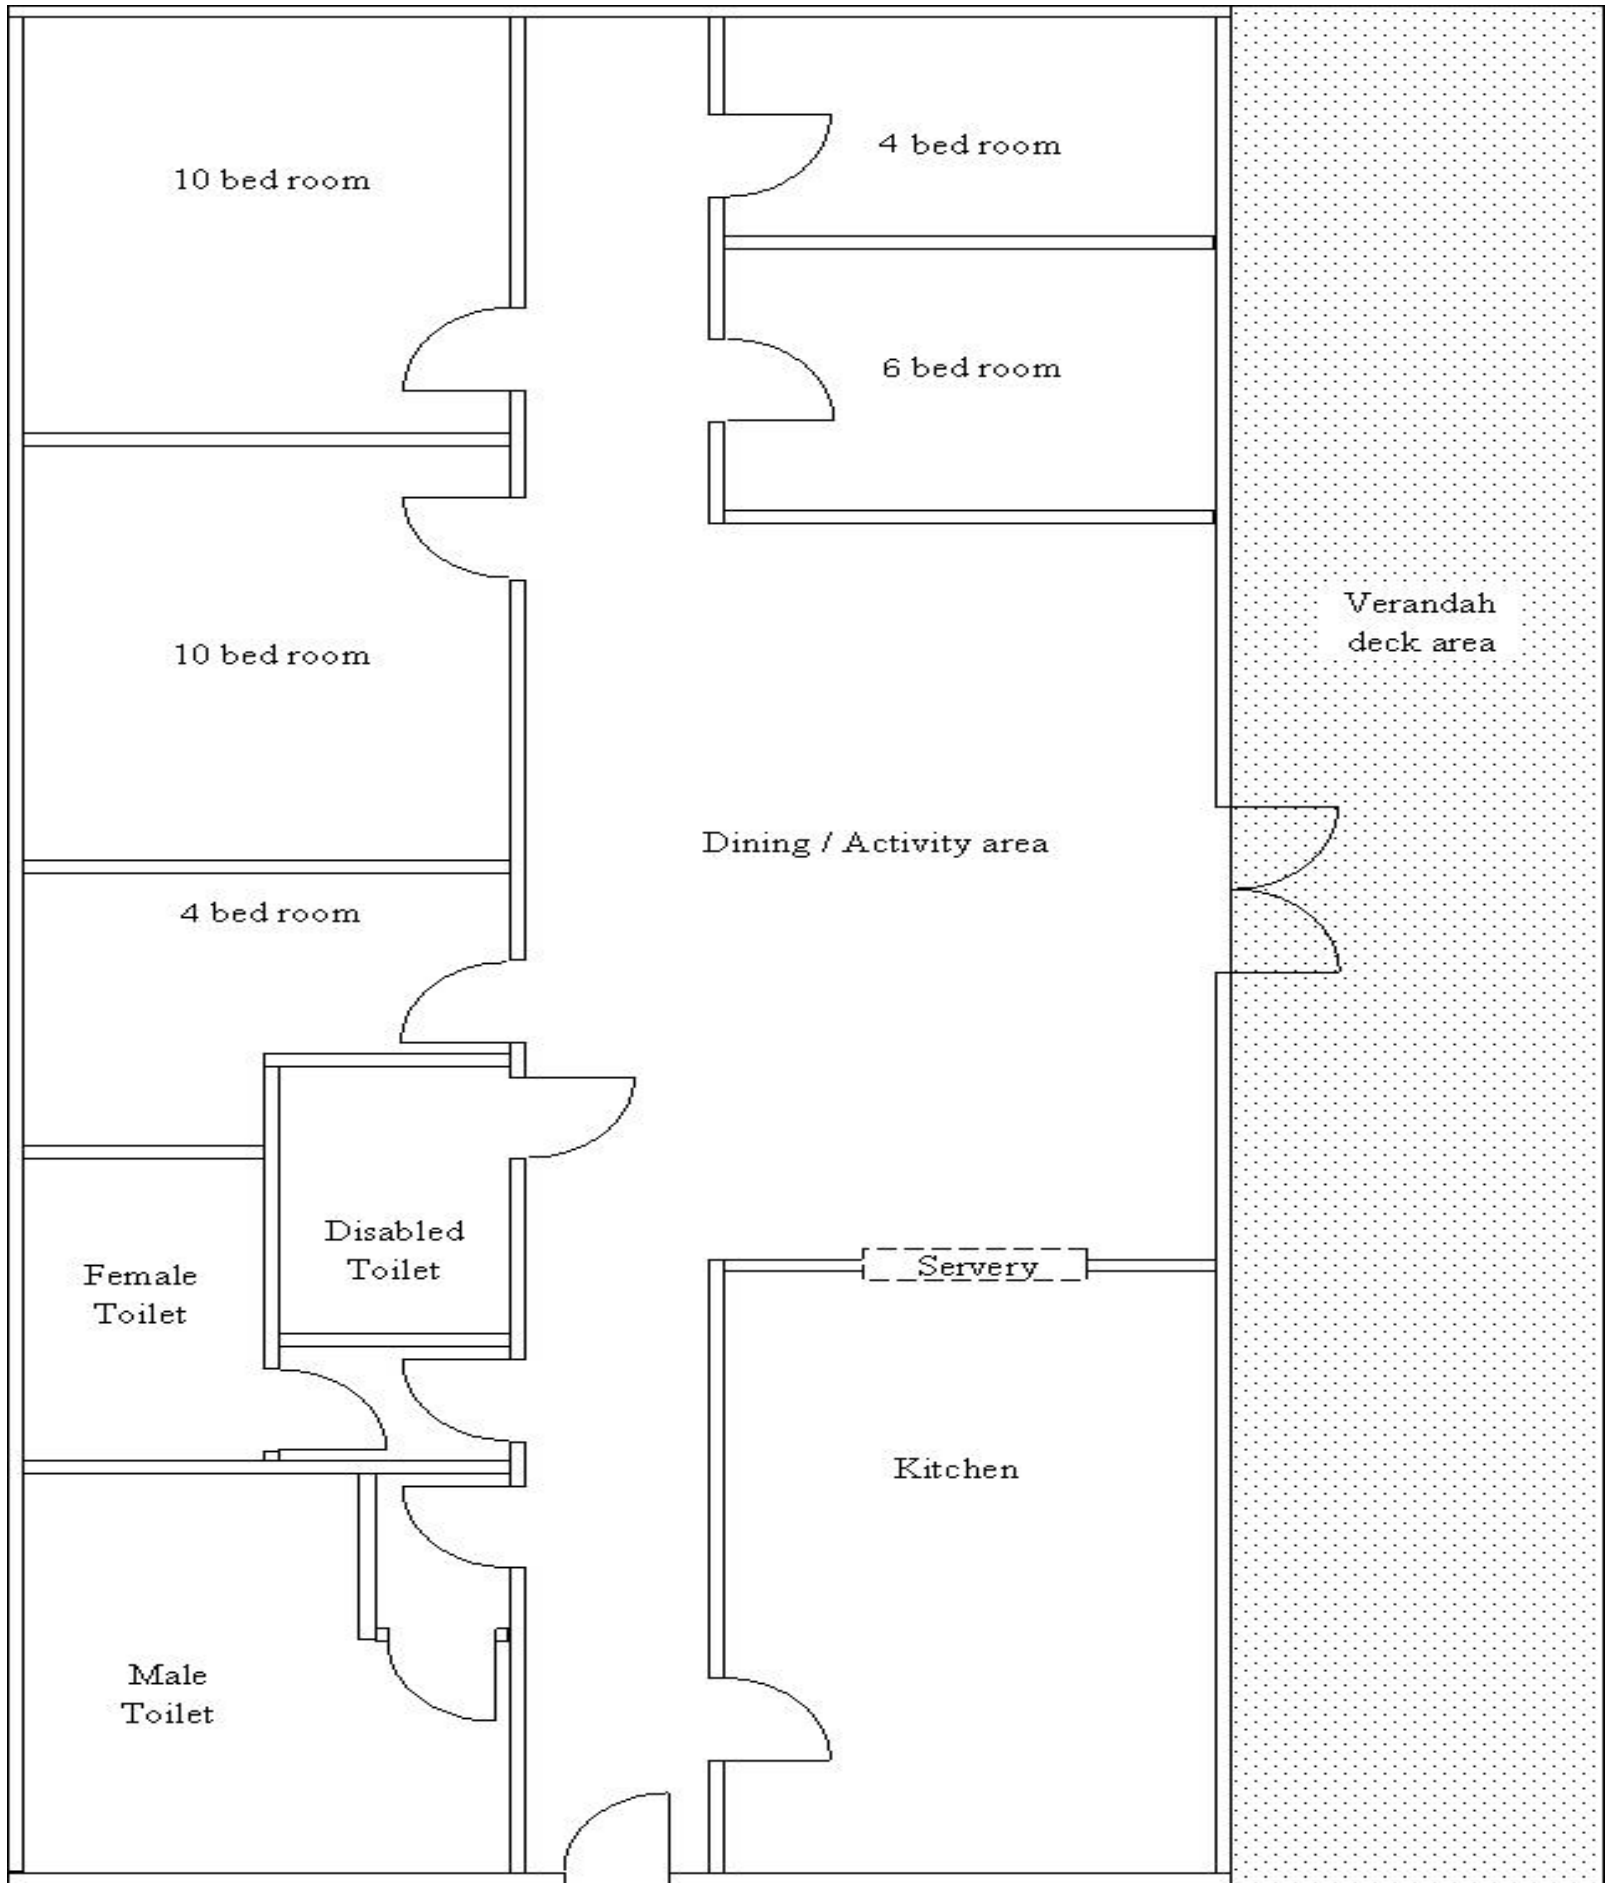 10 bed room
4 bed room
6 bed room
Verandah
deck area
10 bed room
Dining / Activity area
4 bed room
Disabled
Toilet
Female
Toilet
Servery
Kitchen
Male
Toilet